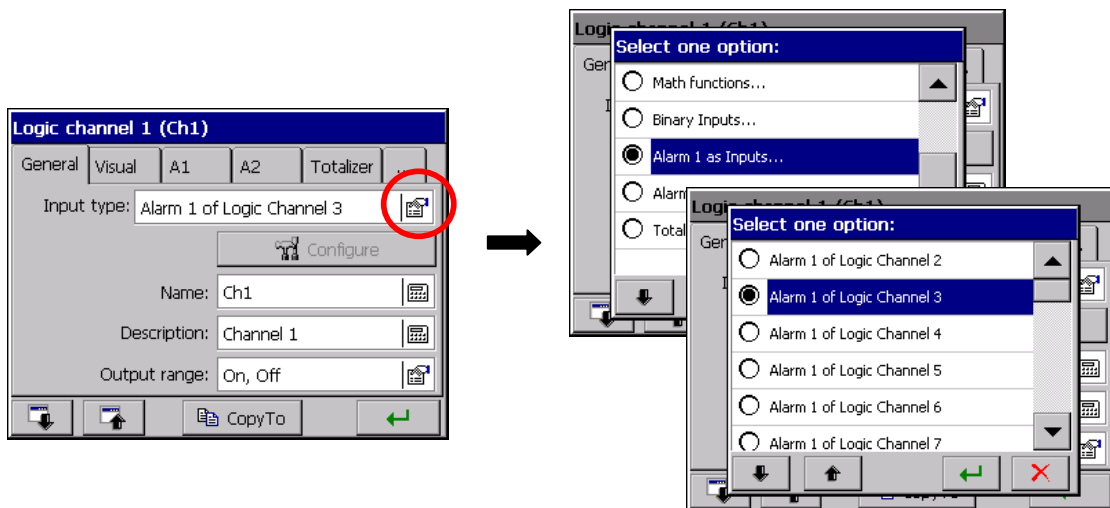 Logic channel 1 (Ch1)
General Visual A1 A2 Totalizer ...
Input type: Alarm 1 of Logic Channel 3
Configure
Name: Ch1
Description: Channel 1
Output range: On, Off
CopyTo
Select one option:
Math functions...
Binary Inputs...
Alarm 1 as Inputs...
Alarm
Total
Select one option:
Alarm 1 of Logic Channel 2
Alarm 1 of Logic Channel 3
Alarm 1 of Logic Channel 4
Alarm 1 of Logic Channel 5
Alarm 1 of Logic Channel 6
Alarm 1 of Logic Channel 7